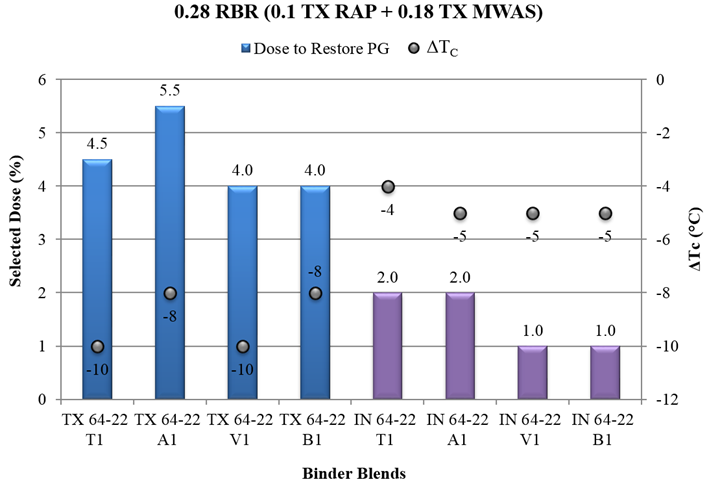 0.28 RBR (0.1 TX RAP + 0.18 TX MWAS)
Dose to Restore PG ΔTC
6 0
5.5
5 -2
4.5
4.0 4.0
4 -4
-4
Selected Dose (%)
3 -6
-5 -5 -5
ΔTc (°C)
-8
2.0 2.0
2 -8
-8
1.0 1.0
1 -10
-10 -10
0 -12
TX 64-22 TX 64-22 TX 64-22 TX 64-22 IN 64-22 IN 64-22 IN 64-22 IN 64-22
T1 A1 V1 B1 T1 A1 V1 B1
Binder Blends